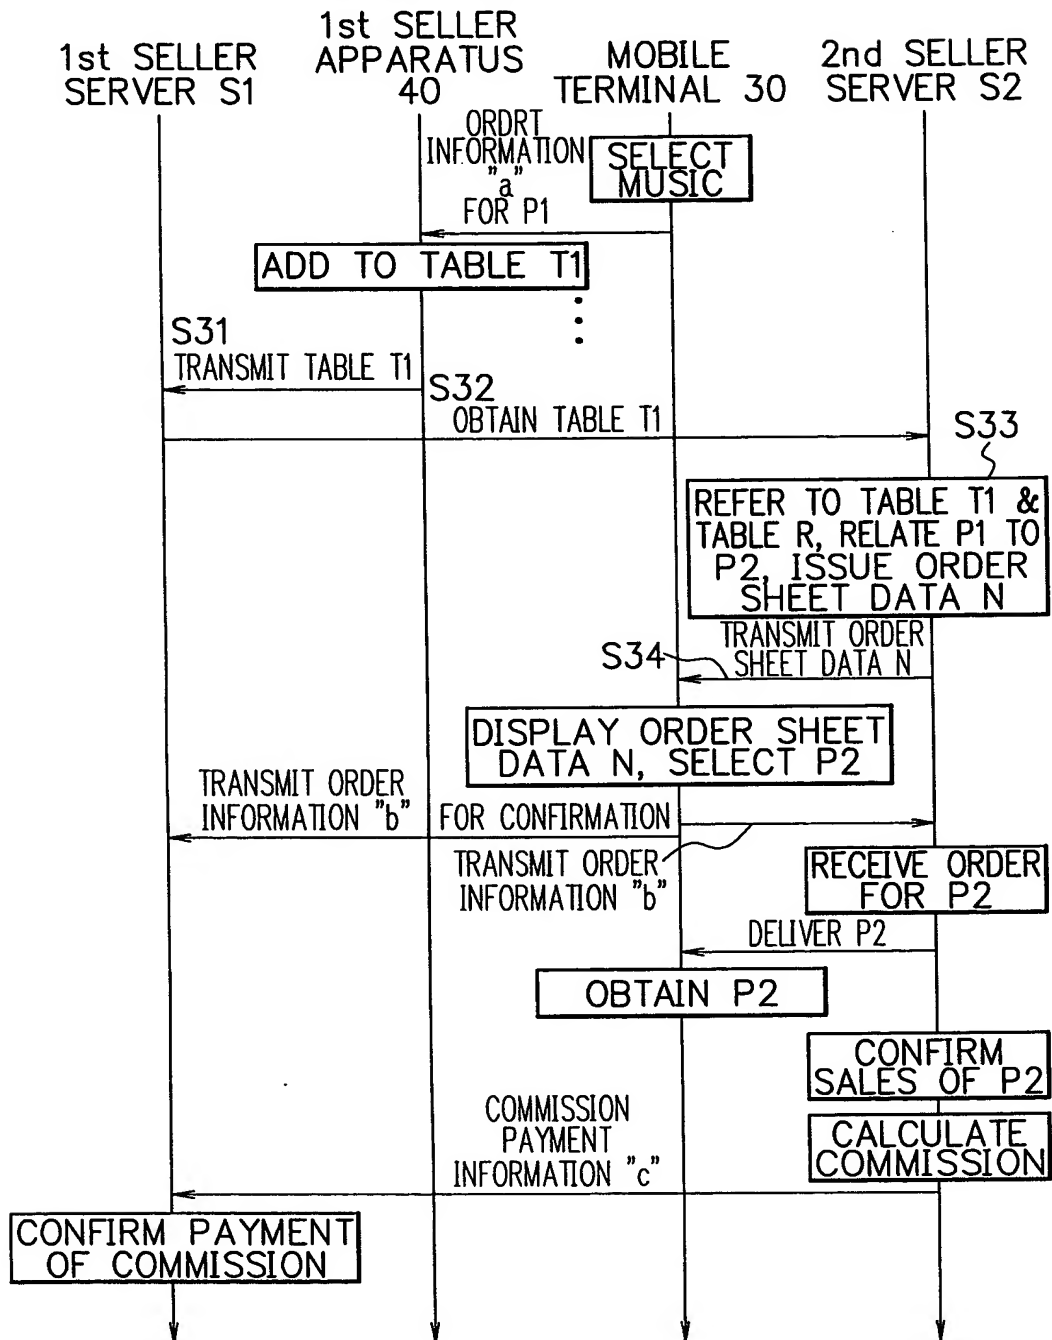 1st SELLER
SERVER S1
1st SELLER
APPARATUS
40
MOBILE
TERMINAL 30
2nd SELLER
SERVER S2
ORDRT
INFORMATION
"a"
FOR P1
SELECT
MUSIC
ADD TO TABLE T1
S31
TRANSMIT TABLE T1
S32
OBTAIN TABLE T1
S33
REFER TO TABLE T1 &
TABLE R, RELATE P1 TO
P2, ISSUE ORDER
SHEET DATA N
TRANSMIT ORDER
SHEET DATA N
S34
DISPLAY ORDER SHEET
DATA N, SELECT P2
TRANSMIT ORDER
INFORMATION "b"
FOR CONFIRMATION
TRANSMIT ORDER
INFORMATION "b"
RECEIVE ORDER
FOR P2
DELIVER P2
OBTAIN P2
CONFIRM
SALES OF P2
CALCULATE
COMMISSION
COMMISSION
PAYMENT
INFORMATION "c"
CONFIRM PAYMENT
OF COMMISSION